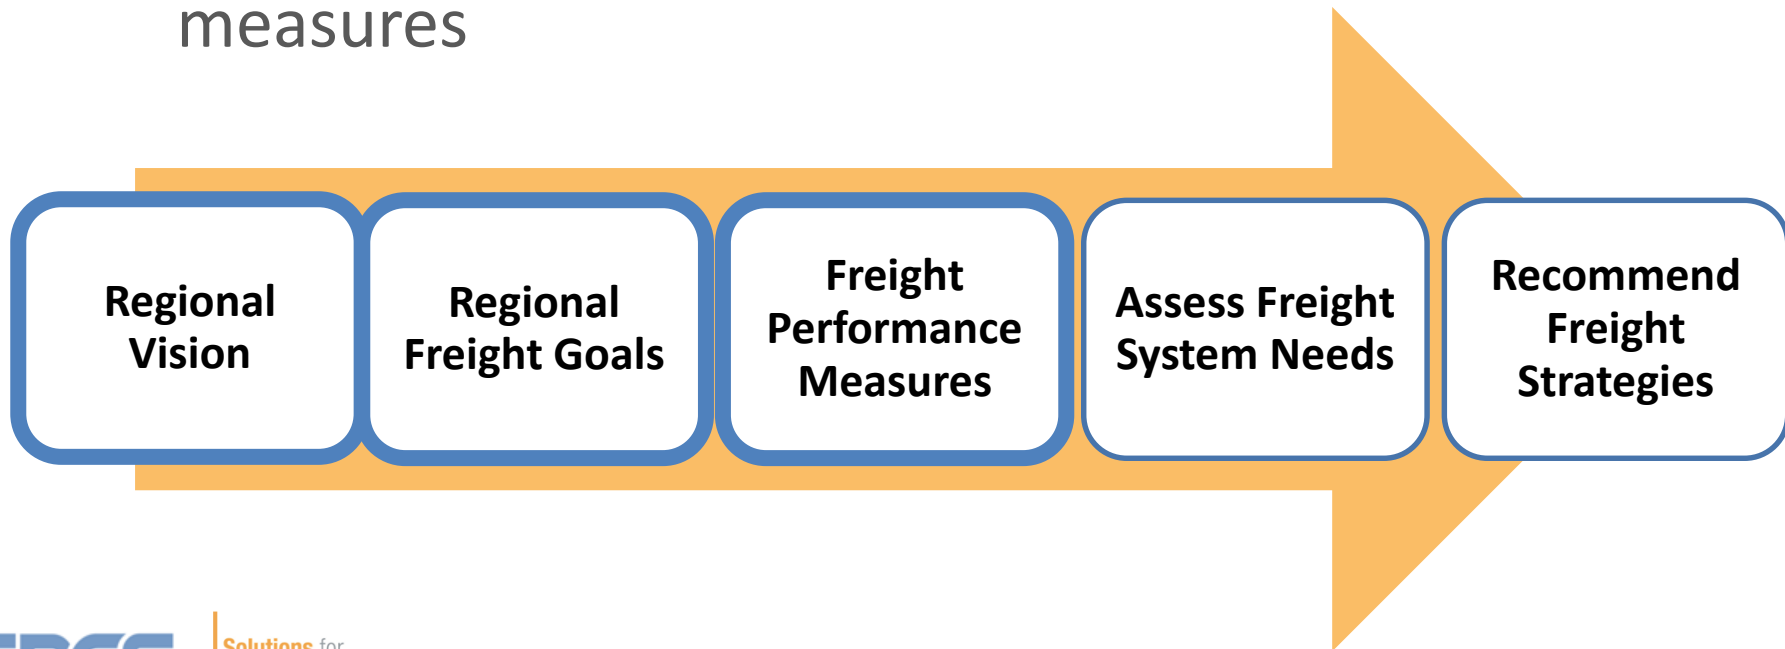 measures
Regional
Vision
Regional
Freight Goals
Freight
Performance
Measures
Assess Freight
System Needs
Recommend
Freight
Strategies
Solutions for